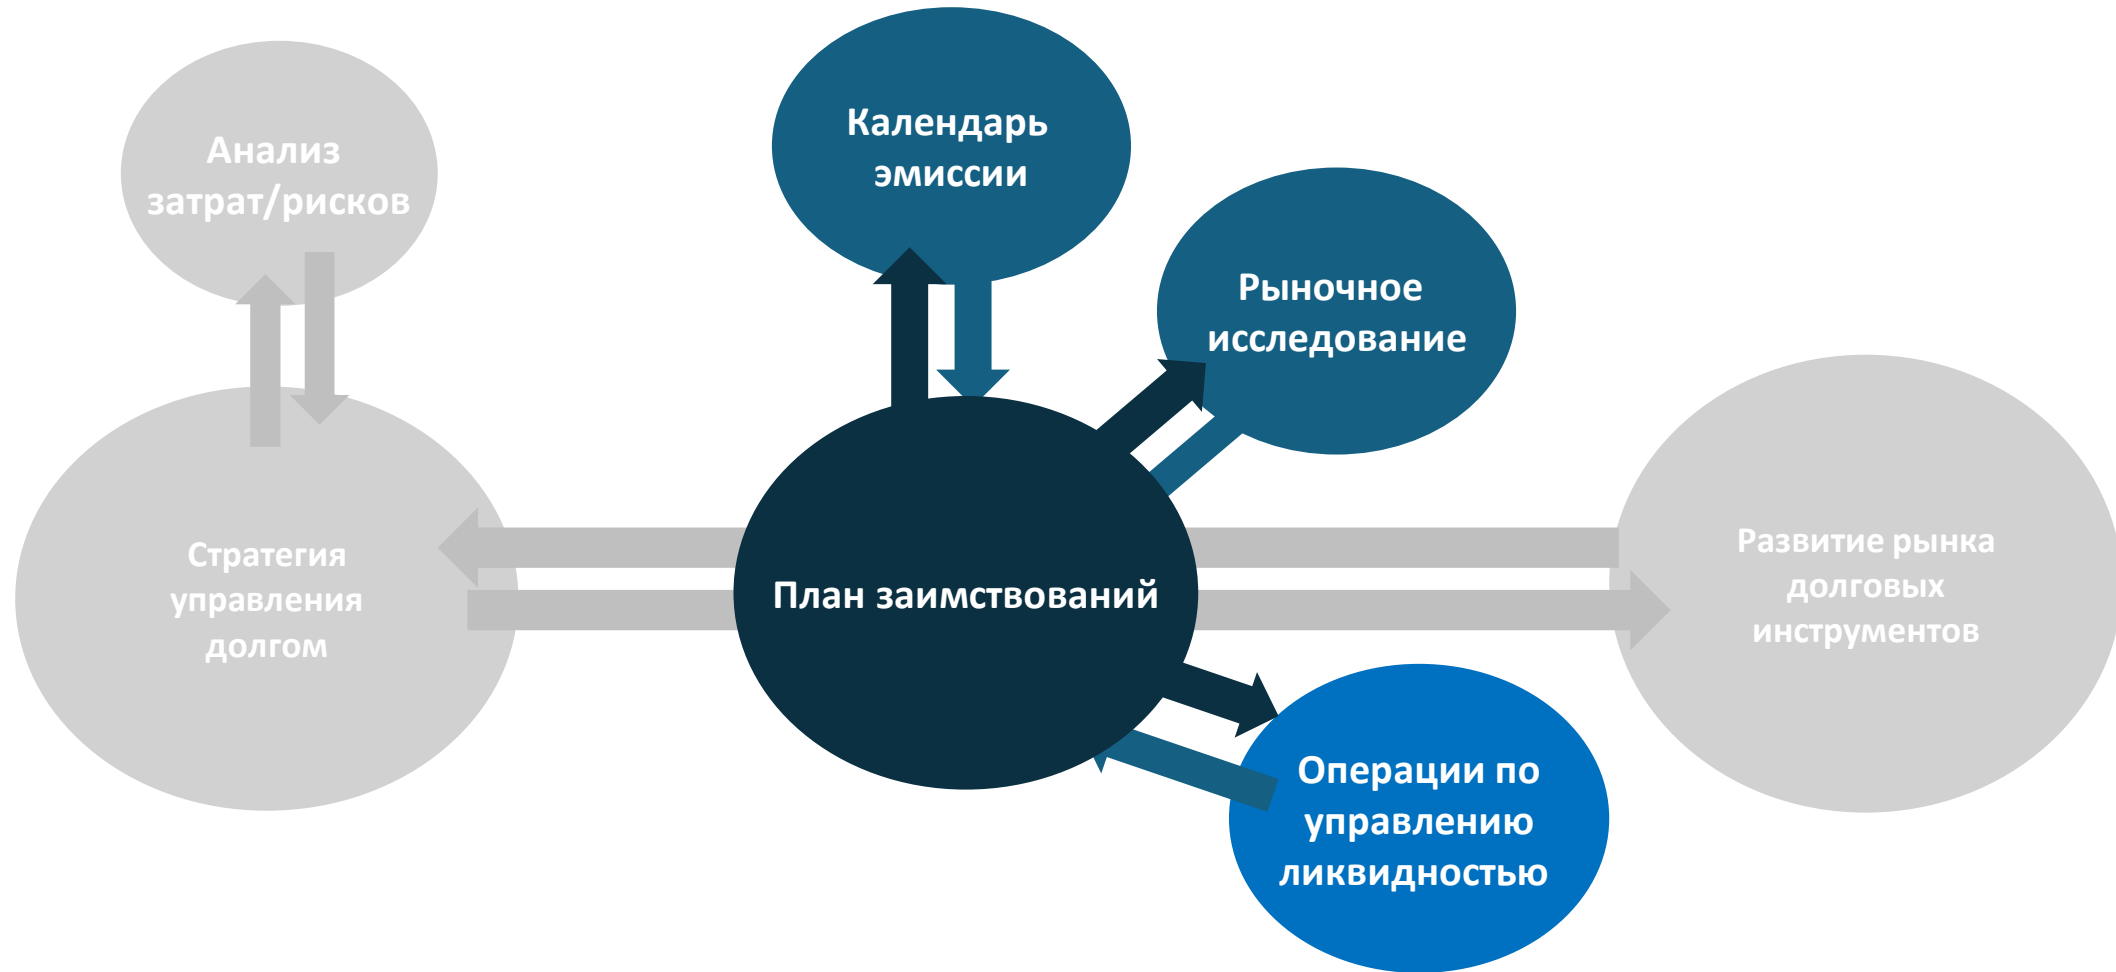 Анализ
затрат/рисков
Календарь
эмиссии
Рыночное
исследование
Стратегия
управления
долгом
План заимствований
Развитие рынка
долговых
инструментов
Операции по
управлению
ликвидностью